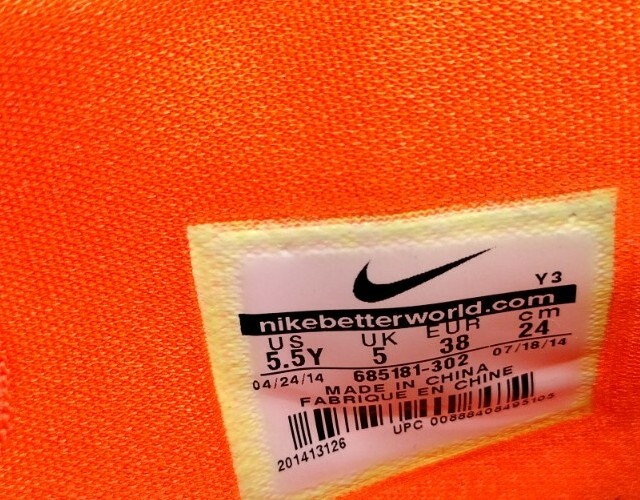 Y3
nikebetterworld.com
US UK EUR cm
5.5Y 5 38 24
04/24/14 685181-302 07/18/14
MADE IN CHINA
FABRIQUE EN CHINE
201413126 UPC